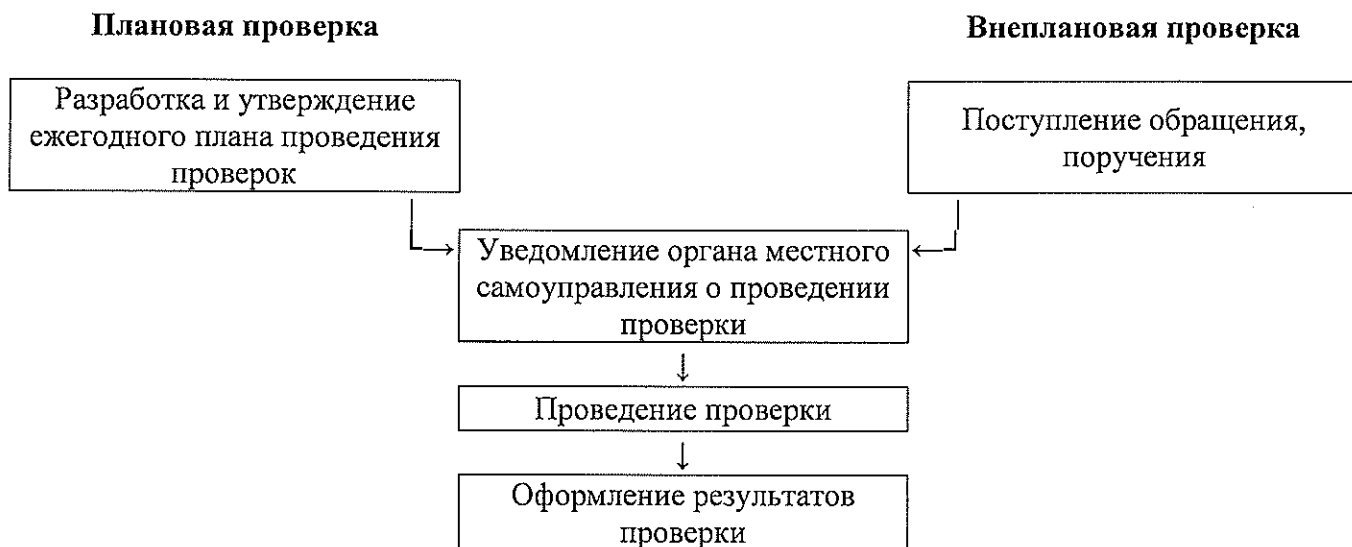 Плановая проверка
Внеплановая проверка
Разработка и утверждение
ежегодного плана проведения
проверок
Поступление обращения,
поручения
Уведомление органа местного
самоуправления о проведении
проверки
Проведение проверки
Оформление результатов
проверки